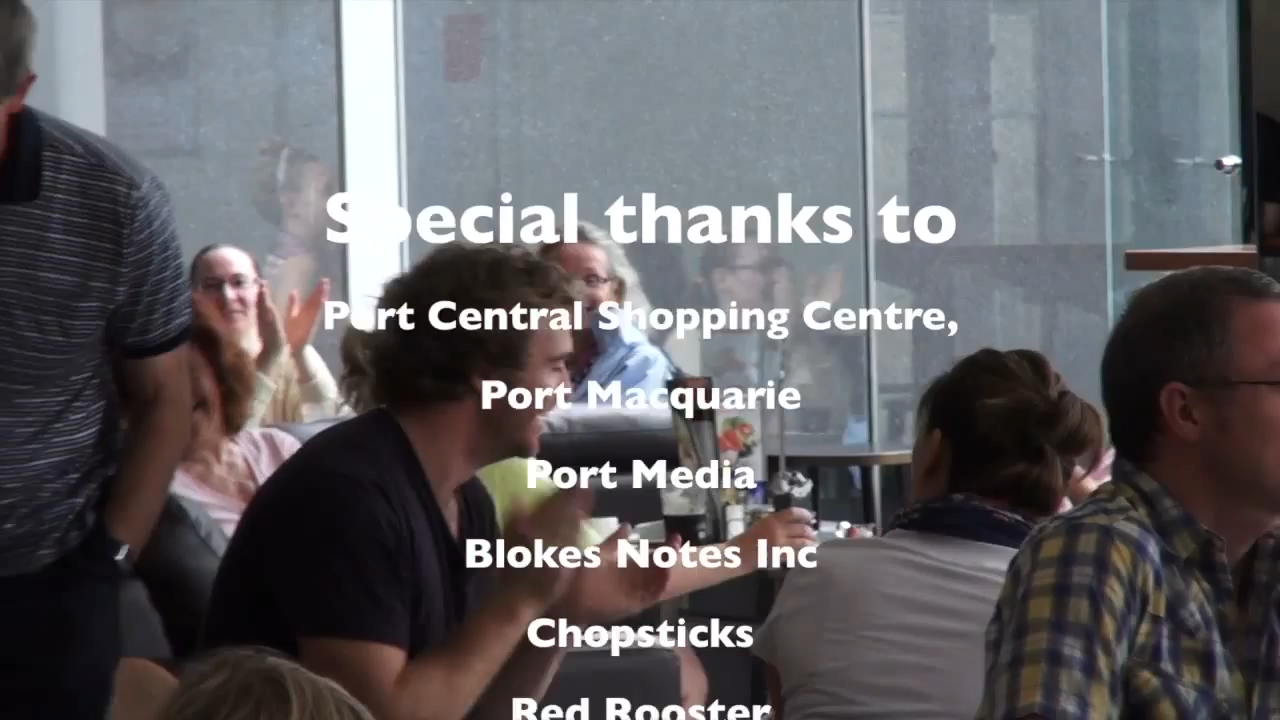 Special thanks to
Port Central Shopping Centre,
Port Macquarie
Port Media
Blokes Notes Inc
Chopsticks
Red Rooster